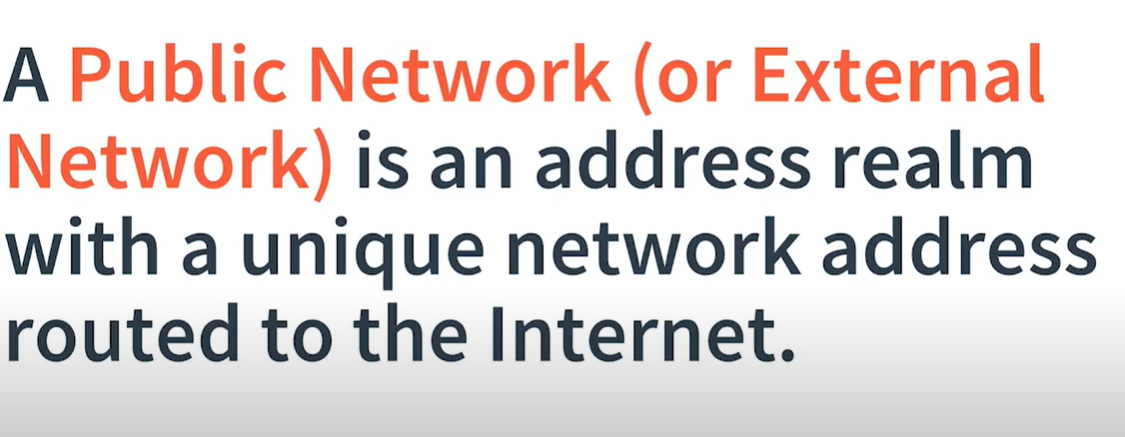 A Public Network (or External
Network) is an address realm
with a unique network address
routed to the Internet.